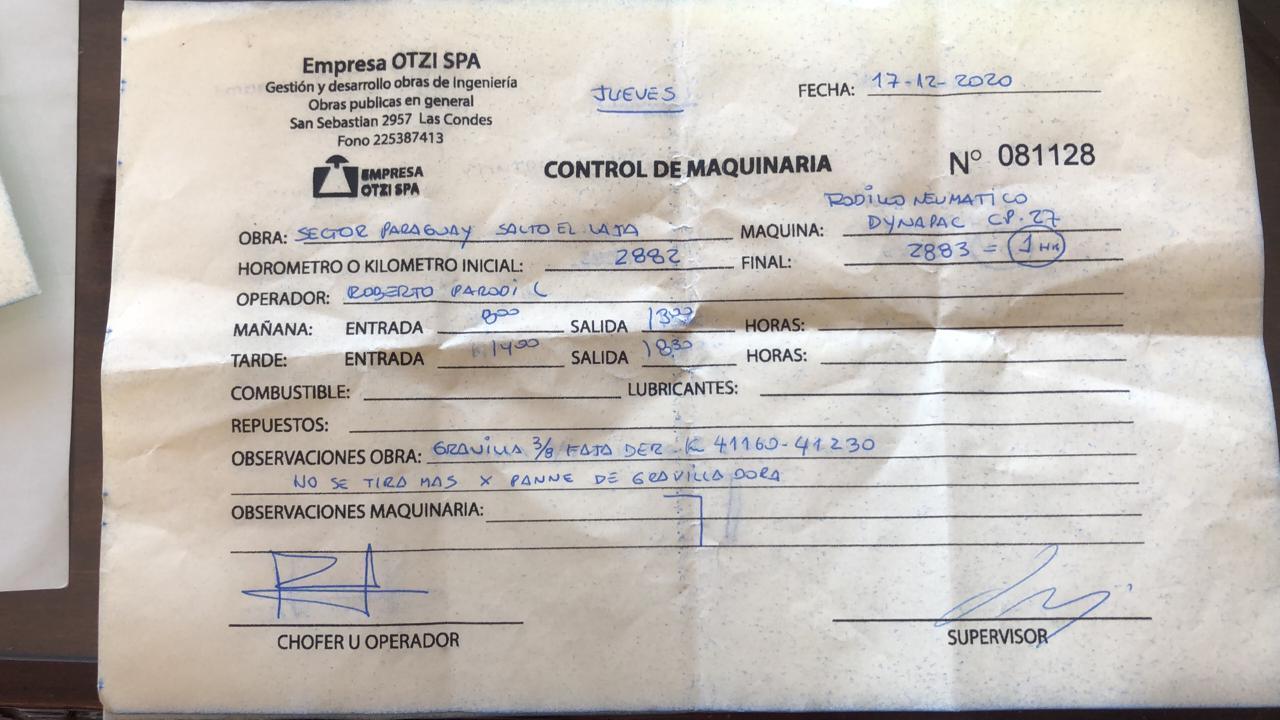 Empresa OTZI SPA
Gestión y desarrollo obras de Ingeniería
Obras publicas en general
San Sebastian 2957 Las Condes
Fono 225387413
JUEVES
FECHA: 17-12-2020
EMPRESA
OTZI SPA
CONTROL DE MAQUINARIA
N° 081128
OBRA: SECTOR PARAGUAY SALTO EL LAJA MAQUINA: RODILLO NEUMATICO
DYNAPAC CP.27
HOROMETRO O KILOMETRO INICIAL: 2882 FINAL: 2883 = 1 HR
OPERADOR: ROBERTO PARODI C
MAÑANA: ENTRADA 8:00 SALIDA 13:00 HORAS:
TARDE: ENTRADA 14:00 SALIDA 18:30 HORAS:
COMBUSTIBLE: LUBRICANTES:
REPUESTOS:
OBSERVACIONES OBRA: GRAVILLA 3/8 FAJA DER. K 41160-41230
NO SE TIRA MAS X PANNE DE GRAVILLADORA
OBSERVACIONES MAQUINARIA:
CHOFER U OPERADOR
SUPERVISOR